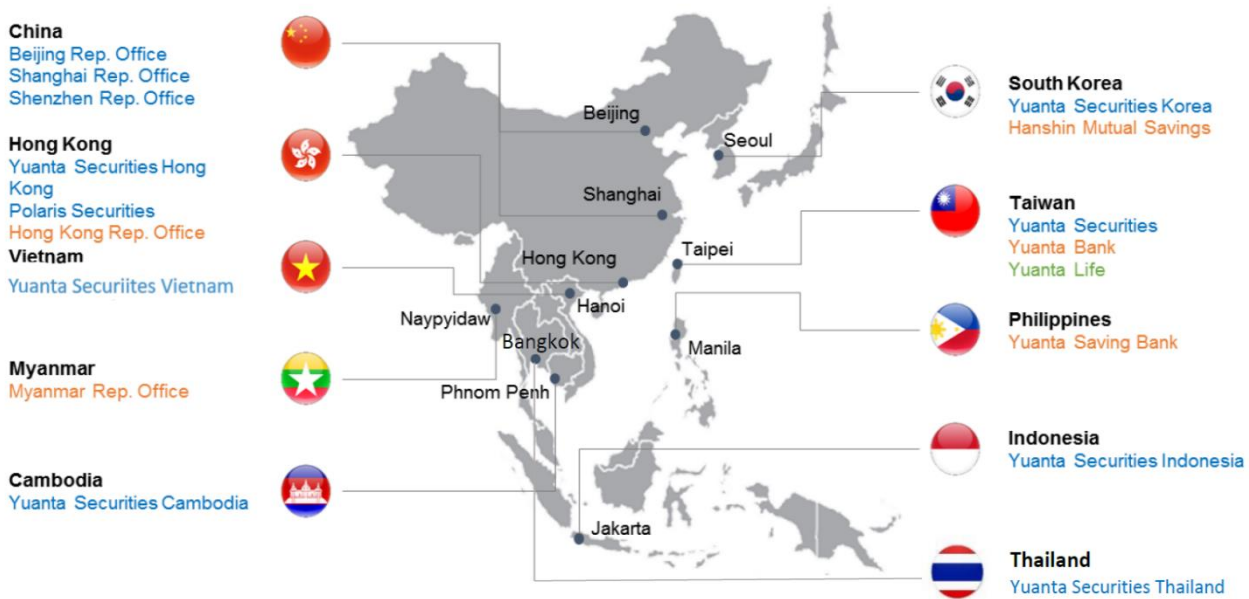 China
Beijing Rep. Office
Shanghai Rep. Office
Shenzhen Rep. Office
Hong Kong
Yuanta Securities Hong
Kong
Polaris Securities
Hong Kong Rep. Office
Vietnam
Yuanta Securiites Vietnam
Myanmar
Myanmar Rep. Office
Cambodia
Yuanta Securities Cambodia
Beijing
Seoul
Shanghai
Taipei
Hong Kong
Hanoi
Naypyidaw
Bangkok
Manila
Phnom Penh
Jakarta
South Korea
Yuanta Securities Korea
Hanshin Mutual Savings
Taiwan
Yuanta Securities
Yuanta Bank
Yuanta Life
Philippines
Yuanta Saving Bank
Indonesia
Yuanta Securities Indonesia
Thailand
Yuanta Securities Thailand